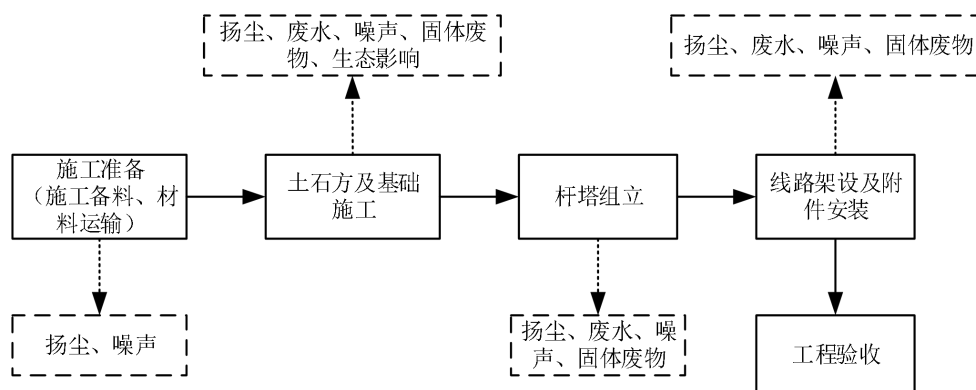 扬尘、废水、噪声、固体废
物、生态影响
扬尘、废水、噪声、固体废物
施工准备
（施工备料、材
料运输）
土石方及基础
施工
杆塔组立
线路架设及附
件安装
扬尘、噪声
扬尘、废水、噪
声、固体废物
工程验收